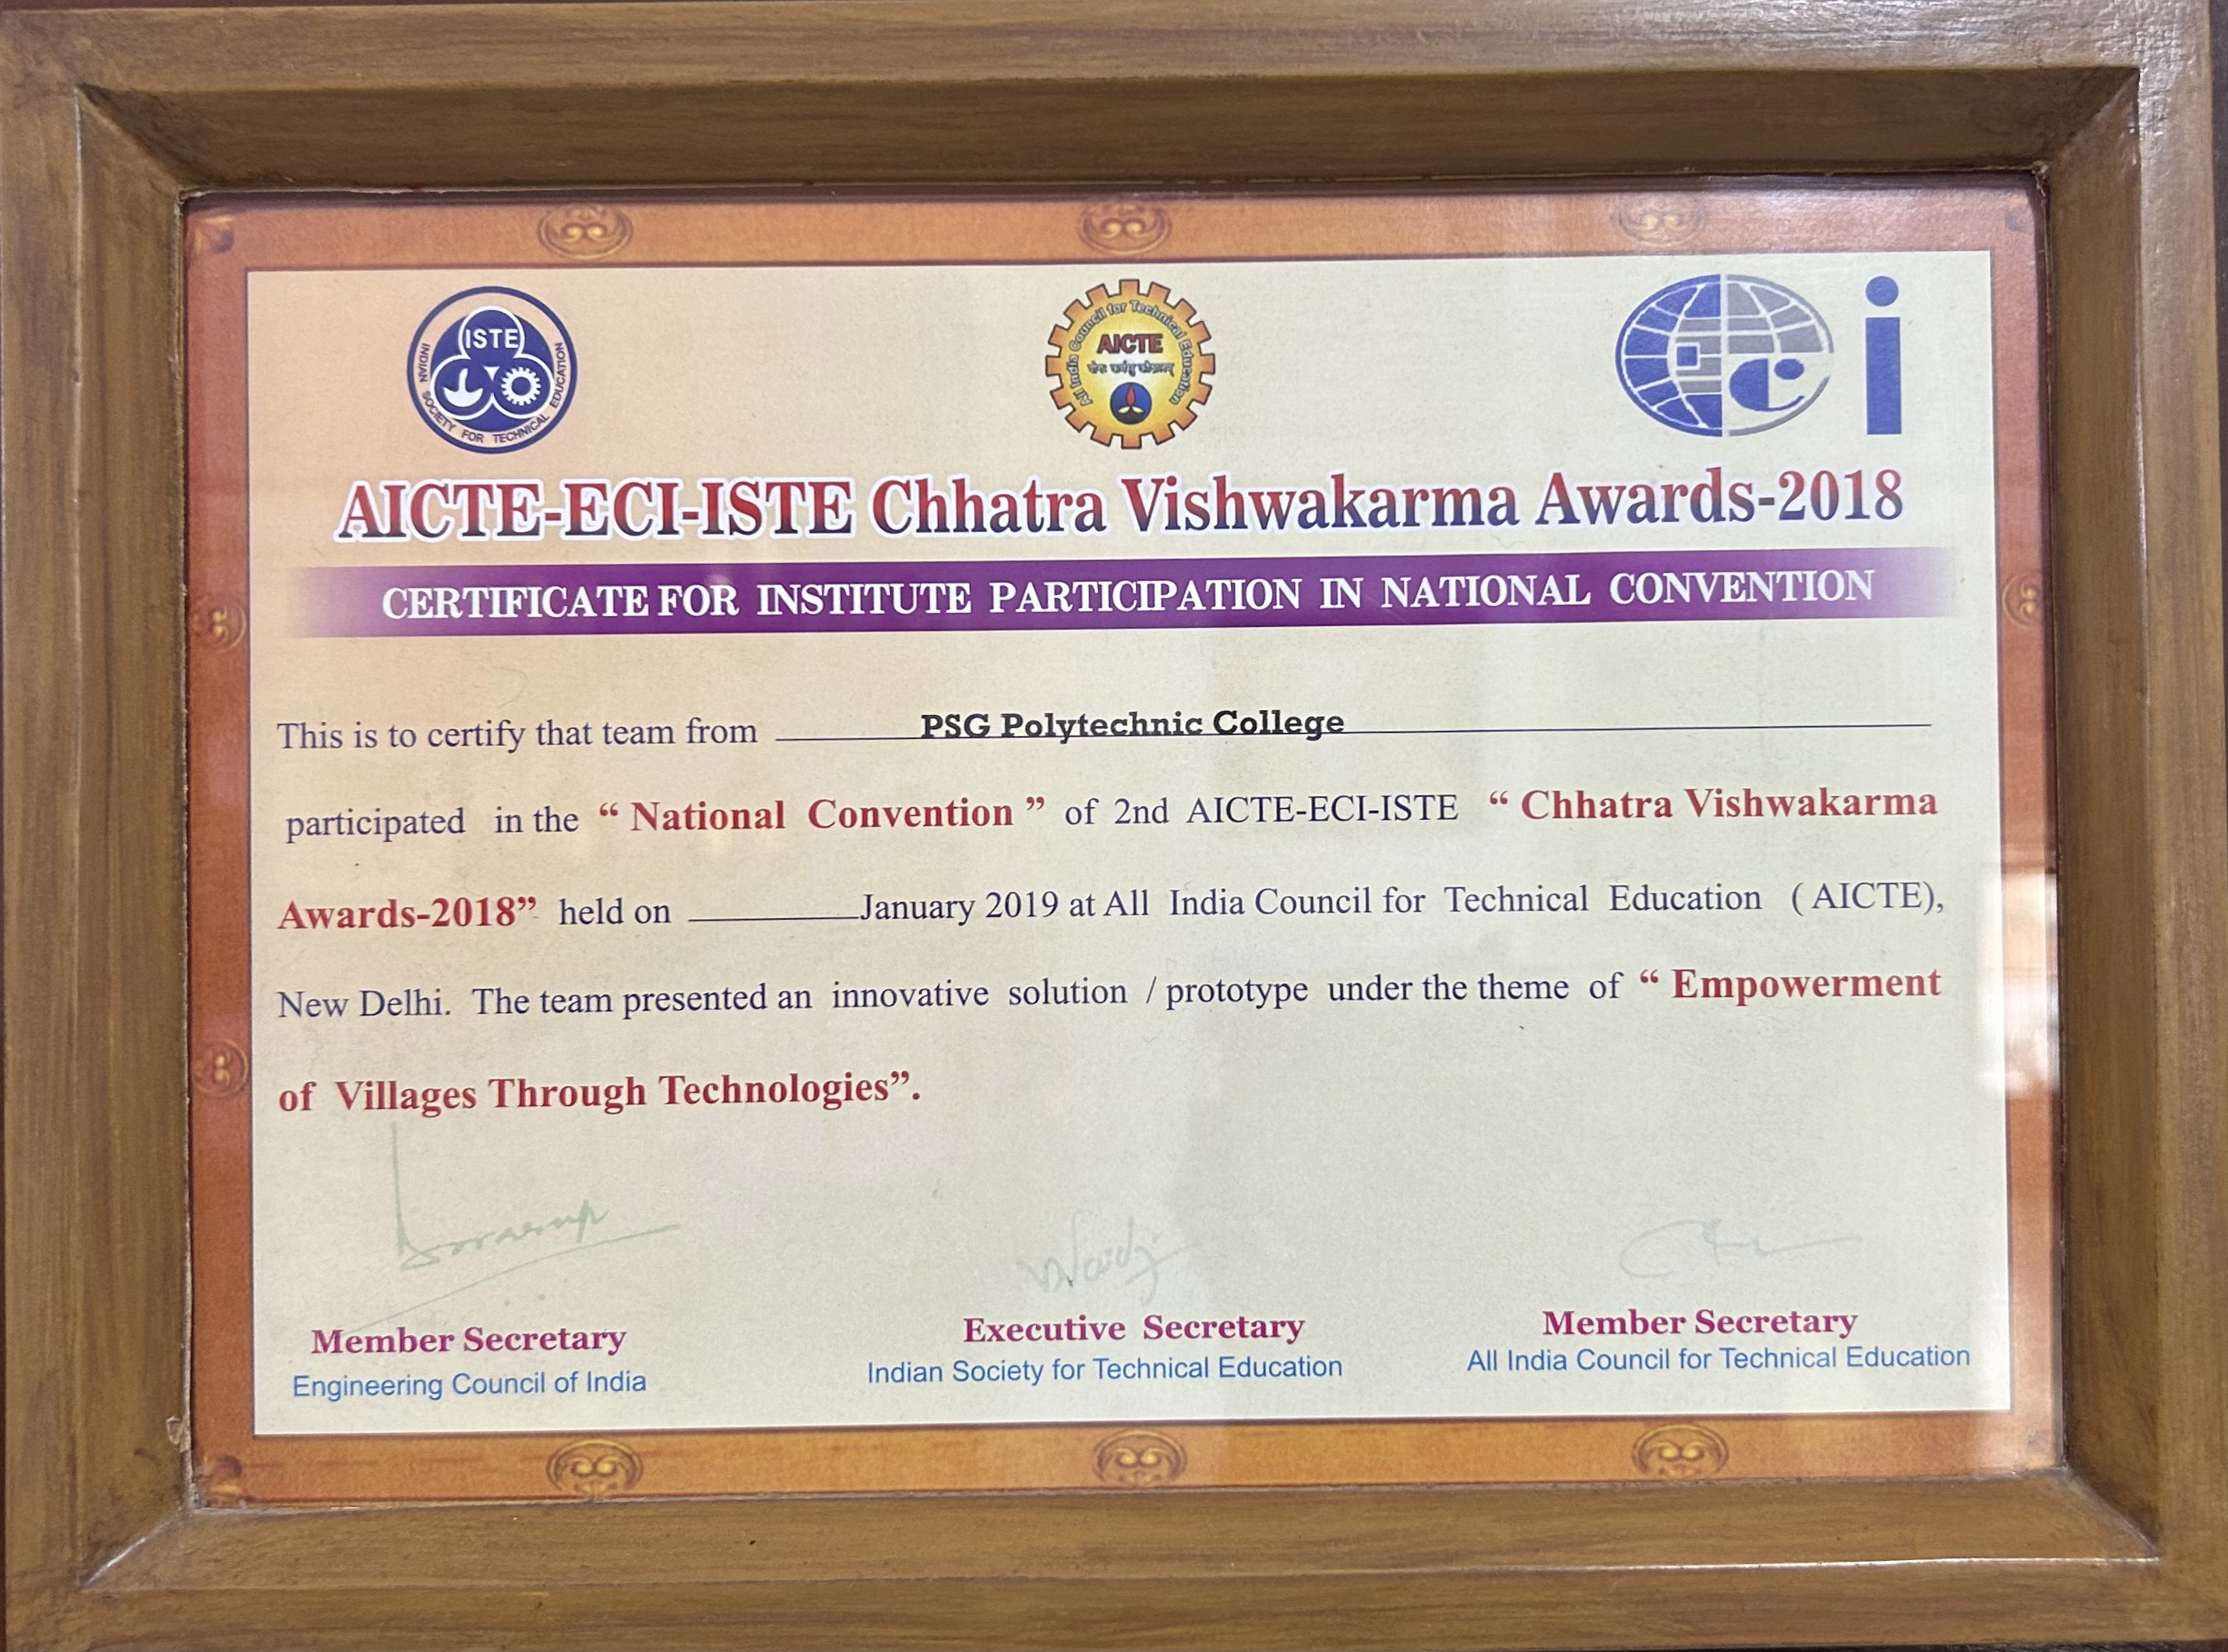 ISTE
INDIAN SOCIETY FOR TECHNICAL EDUCATION
All India Council for Technical Education
AICTE
eci
AICTE-ECI-ISTE Chhatra Vishwakarma Awards-2018
CERTIFICATE FOR INSTITUTE PARTICIPATION IN NATIONAL CONVENTION
This is to certify that team from PSG Polytechnic College
participated in the “ National Convention ” of 2nd AICTE-ECI-ISTE “ Chhatra Vishwakarma
Awards-2018” held on ________January 2019 at All India Council for Technical Education ( AICTE),
New Delhi. The team presented an innovative solution / prototype under the theme of “ Empowerment
of Villages Through Technologies”.
Member Secretary
Engineering Council of India
Executive Secretary
Indian Society for Technical Education
Member Secretary
All India Council for Technical Education